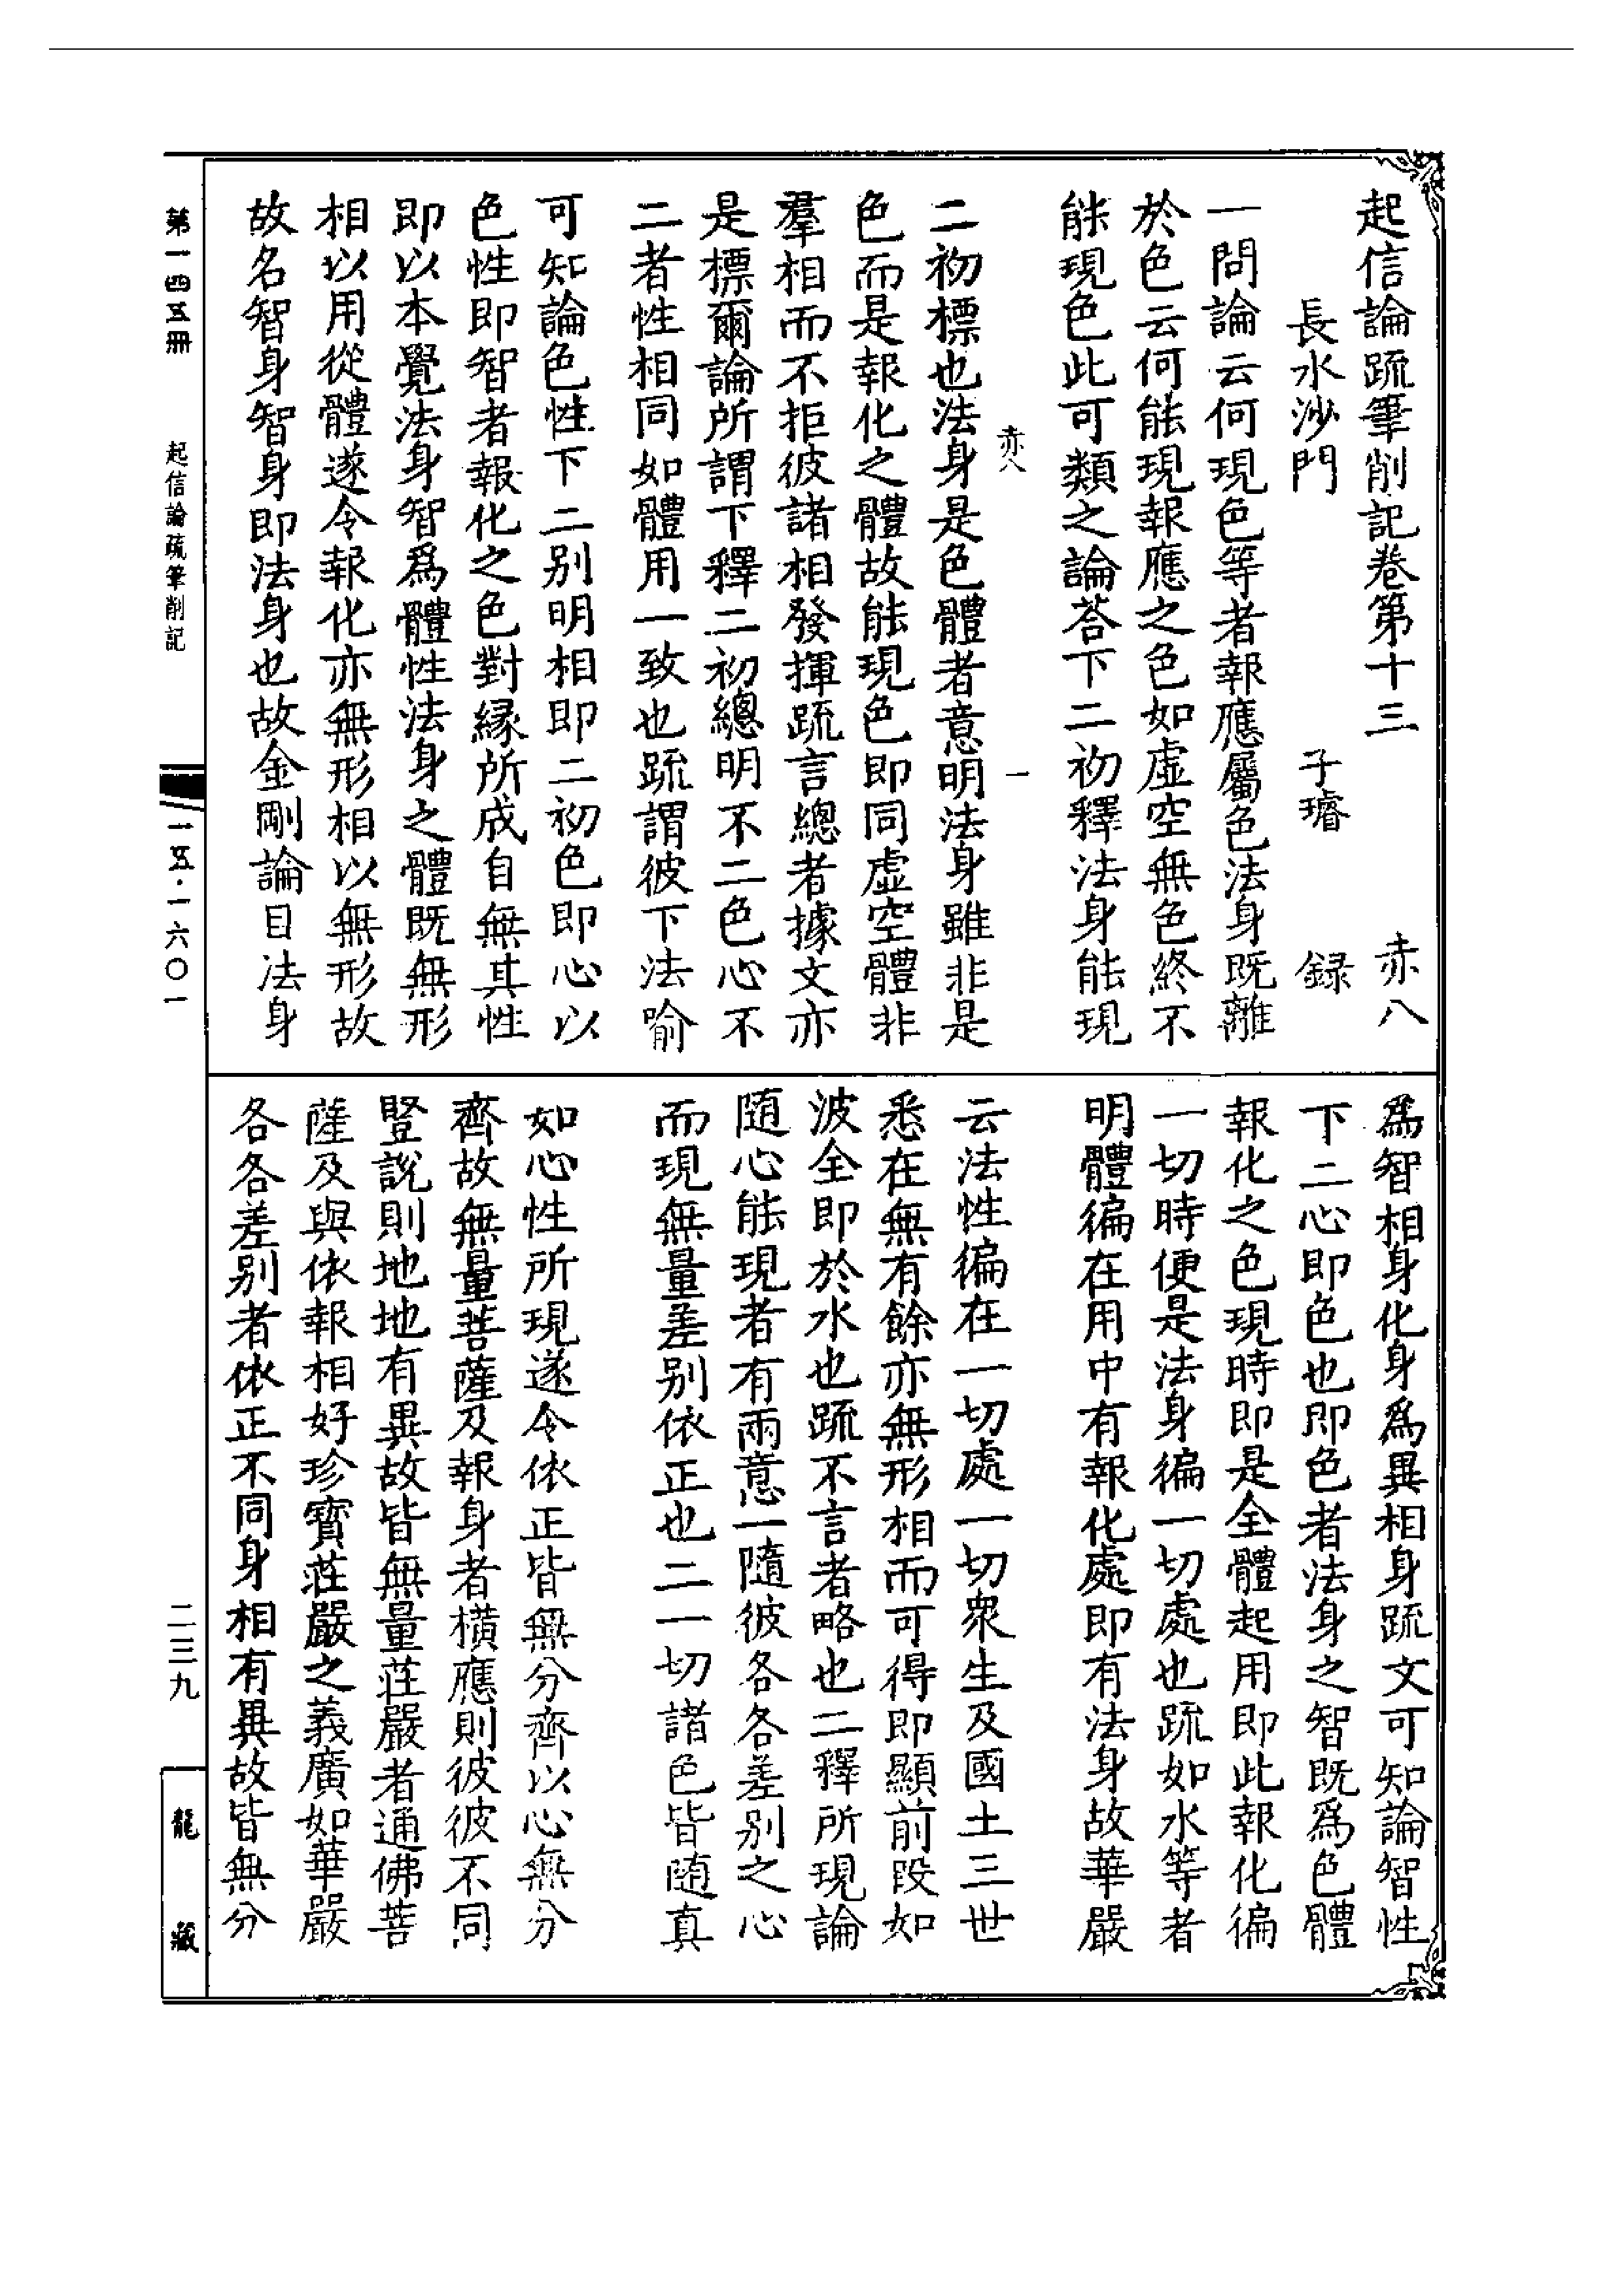 起信論疏筆削記卷第十三 赤八
長水沙門 子璿 録
一問論云何現色等者報應屬色法身既離
於色云何能現報應之色如虛空無色終不
能現色此可類之論荅下二初釋法身能現
赤八 一
二初標也法身是色體者意明法身雖非是
色而是報化之體故能現色即同虛空體非
羣相而不拒彼諸相發揮疏言總者據文亦
是標爾論所謂下釋二初總明不二色心不
二者性相同如體用一致也疏謂彼下法喻
可知論色性下二别明相即二初色即心以
色性即智者報化之色對緣所成自無其性
即以本覺法身智爲體性法身之體既無形
相以用從體遂令報化亦無形相以無形故
故名智身智身即法身也故金剛論目法身
爲智相身化身爲異相身疏文可知論智性
下二心即色也即色者法身之智既爲色體
報化之色現時即是全體起用即此報化徧
一切時便是法身徧一切處也疏如水等者
明體徧在用中有報化處即有法身故華嚴
云法性徧在一切處一切衆生及國土三世
悉在無有餘亦無形相而可得即顯前段如
波全即於水也疏不言者略也二釋所現論
隨心能現者有兩意一隨彼各各差别之心
而現無量差别依正也二一切諸色皆随真
如心性所現遂令依正皆無分齊以心無分
齊故無量菩薩及報身者横應則彼彼不同
豎說則地地有異故皆無量莊嚴者通佛菩
薩及與依報相好珍寶莊嚴之義廣如華嚴
各各差别者依正不同身相有異故皆無分
第一四五冊 起信論疏筆削記 一五·一六〇一 二三九 龍藏